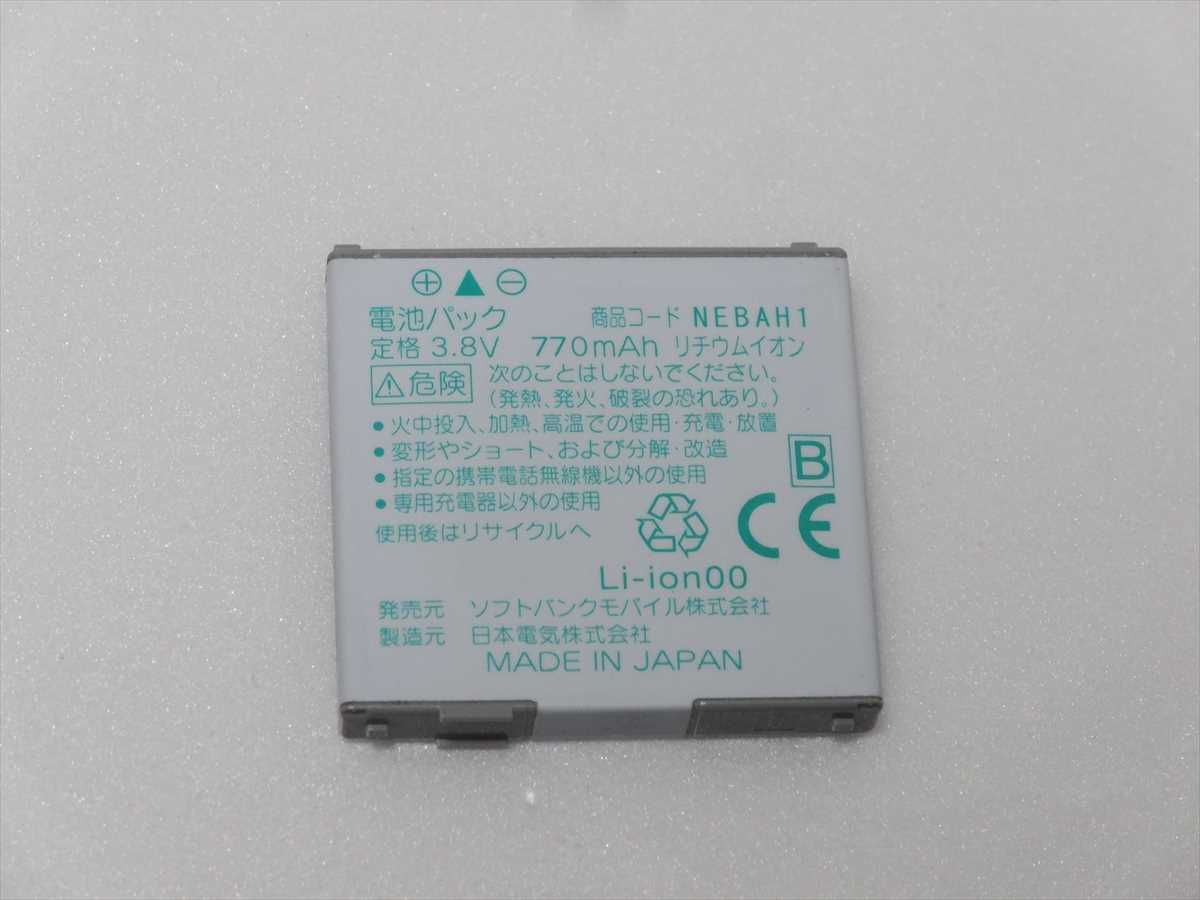 ⊕ ▲ ⊖
電池パック 商品コード NEBAH1
定格 3.8V 770mAh リチウムイオン
⚠危険 次のことはしないでください。
(発熱、発火、破裂の恐れあり。)
● 火中投入、加熱、高温での使用・充電・放置
● 変形やショート、および分解・改造
● 指定の携帯電話無線機以外の使用
● 専用充電器以外の使用
B
使用後はリサイクルへ
CE
Li-ion00
発売元 ソフトバンクモバイル株式会社
製造元 日本電気株式会社
MADE IN JAPAN